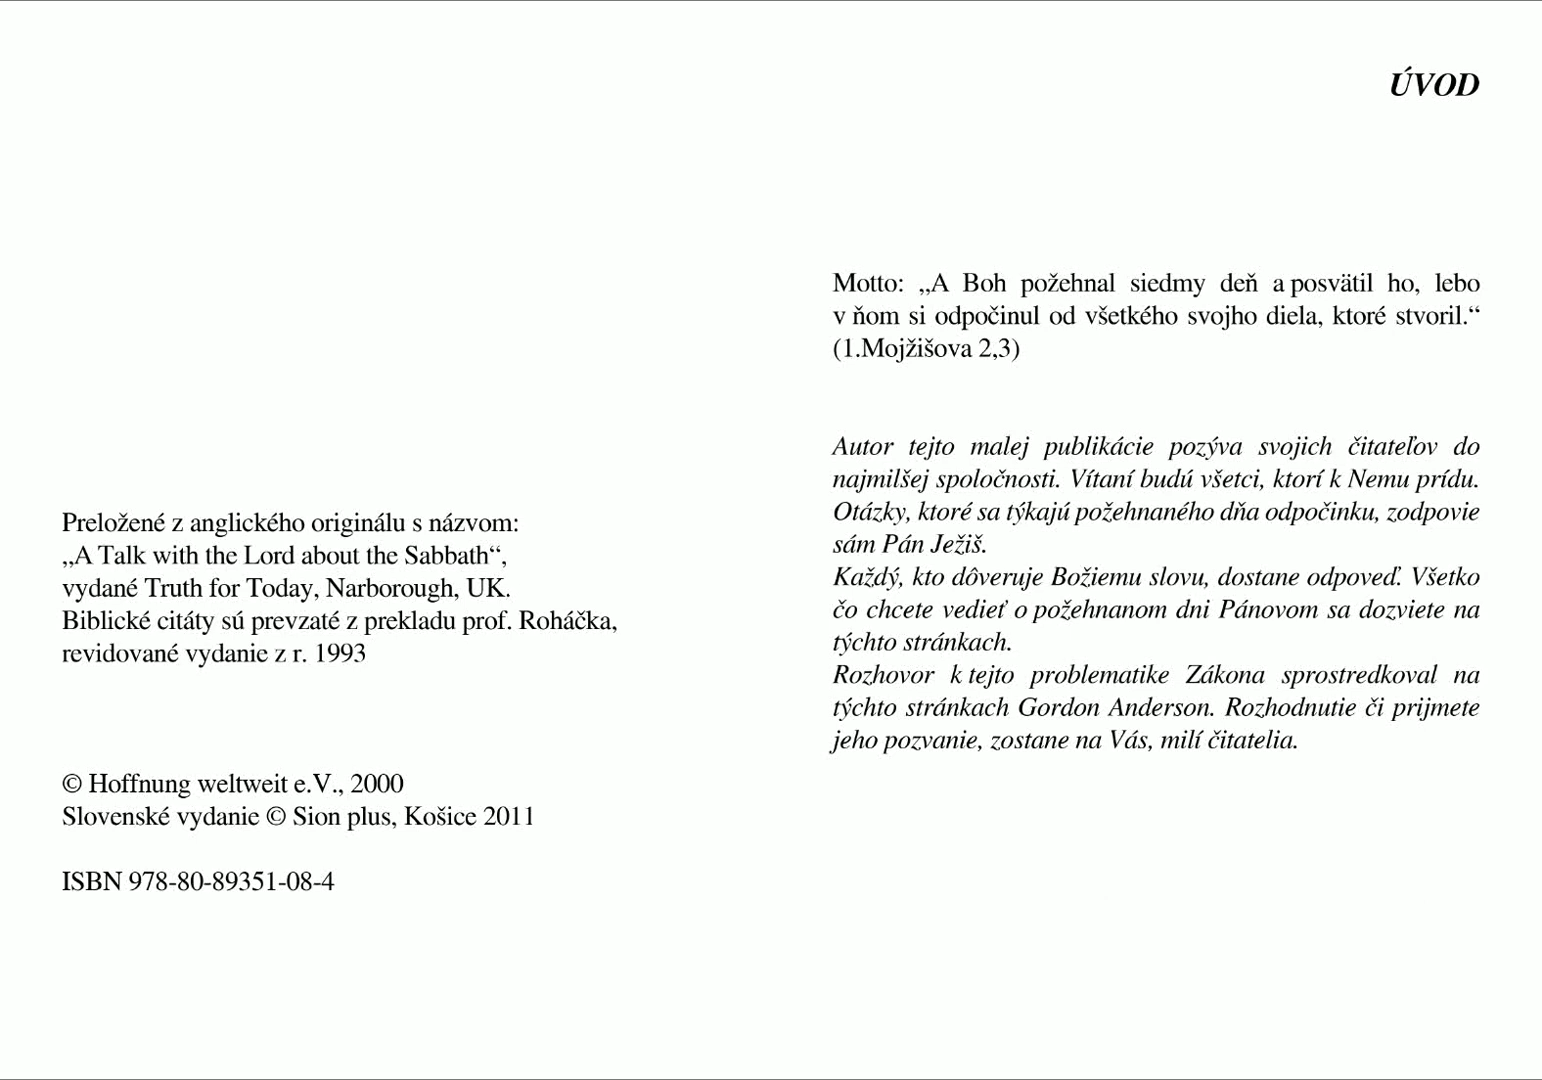 Preložené z anglického originálu s názvom:
„A Talk with the Lord about the Sabbath“,
vydané Truth for Today, Narborough, UK.
Biblické citáty sú prevzaté z prekladu prof. Roháčka,
revidované vydanie z r. 1993
© Hoffnung weltweit e.V., 2000
Slovenské vydanie © Sion plus, Košice 2011
ISBN 978-80-89351-08-4
ÚVOD
Motto: „A Boh požehnal siedmy deň a posvätil ho, lebo
v ňom si odpočinul od všetkého svojho diela, ktoré stvoril.“
(1.Mojžišova 2,3)
Autor tejto malej publikácie pozýva svojich čitateľov do
najmilšej spoločnosti. Vítaní budú všetci, ktorí k Nemu prídu.
Otázky, ktoré sa týkajú požehnaného dňa odpočinku, zodpovie
sám Pán Ježiš.
Každý, kto dôveruje Božiemu slovu, dostane odpoveď. Všetko
čo chcete vedieť o požehnanom dni Pánovom sa dozviete na
týchto stránkach.
Rozhovor k tejto problematike Zákona sprostredkoval na
týchto stránkach Gordon Anderson. Rozhodnutie či prijmete
jeho pozvanie, zostane na Vás, milí čitatelia.